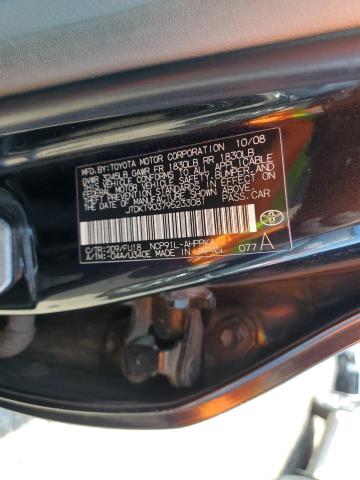 MFD.BY:TOYOTA MOTOR CORPORATION 10/08
GVWR 3245LB GAWR FR 1830LB RR 1830LB
THIS VEHICLE CONFORMS TO ALL APPLICABLE
FEDERAL MOTOR VEHICLE SAFETY, BUMPER, AND
THEFT PREVENTION STANDARDS IN EFFECT ON
THE DATE OF MANUFACTURE SHOWN ABOVE.
PASS.CAR
C/TR:209/FU18 NCP91L-AHPRKA
A/TM:-04A/U340E MADE IN JAPAN 077 A